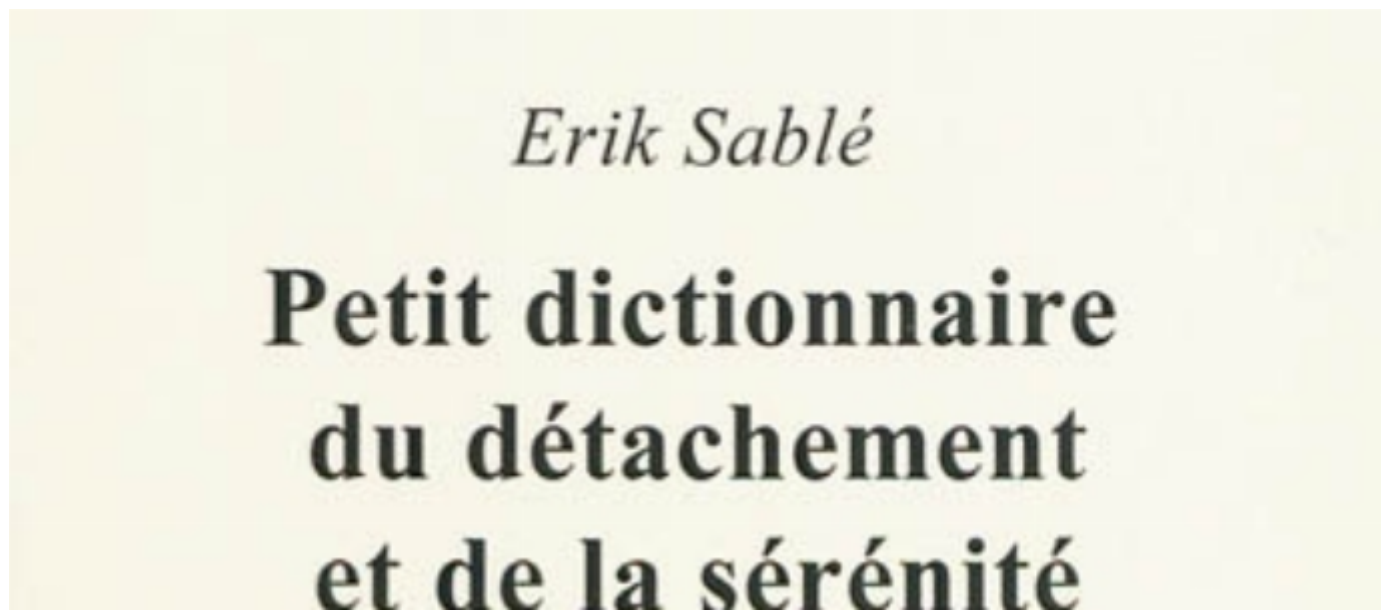 Erik Sablé
Petit dictionnaire
du détachement
et de la sérénité